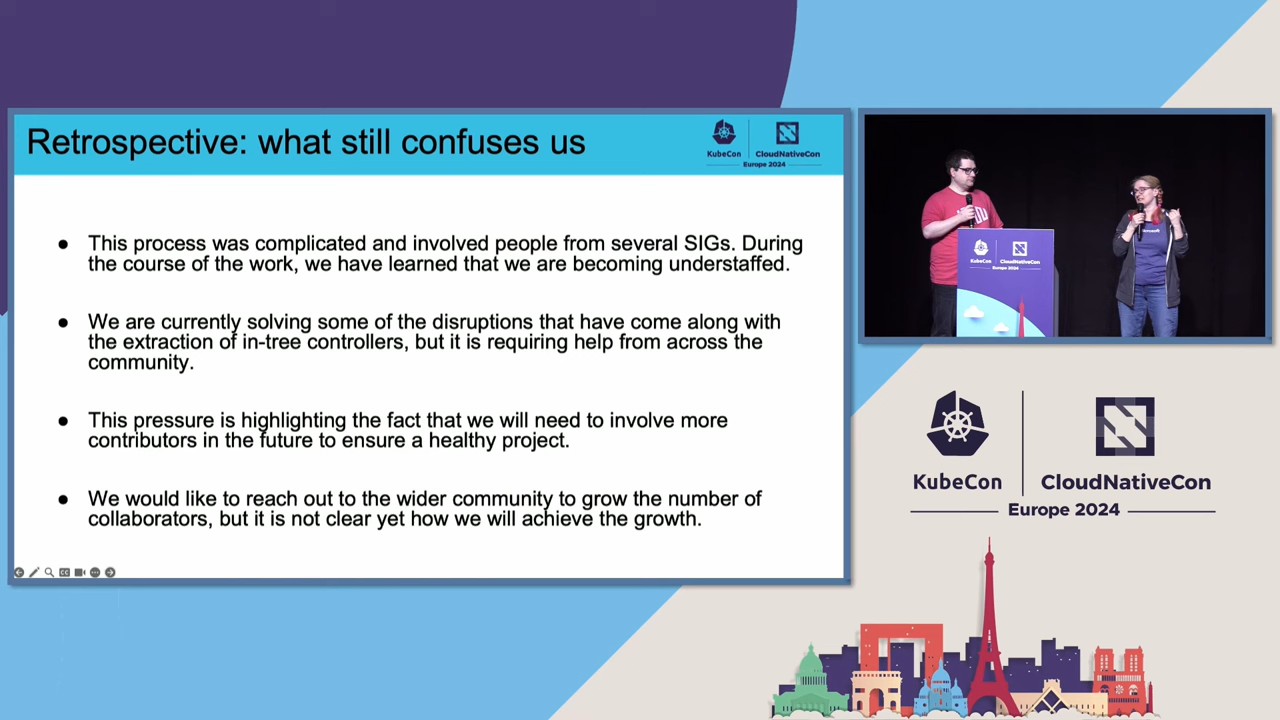 Retrospective: what still confuses us
KubeCon
CloudNativeCon
Europe 2024
● This process was complicated and involved people from several SIGs. During
the course of the work, we have learned that we are becoming understaffed.
● We are currently solving some of the disruptions that have come along with
the extraction of in-tree controllers, but it is requiring help from across the
community.
● This pressure is highlighting the fact that we will need to involve more
contributors in the future to ensure a healthy project.
● We would like to reach out to the wider community to grow the number of
collaborators, but it is not clear yet how we will achieve the growth.
Microsoft
KubeCon
CloudNativeCon
Europe 2024
KubeCon
CloudNativeCon
Europe 2024